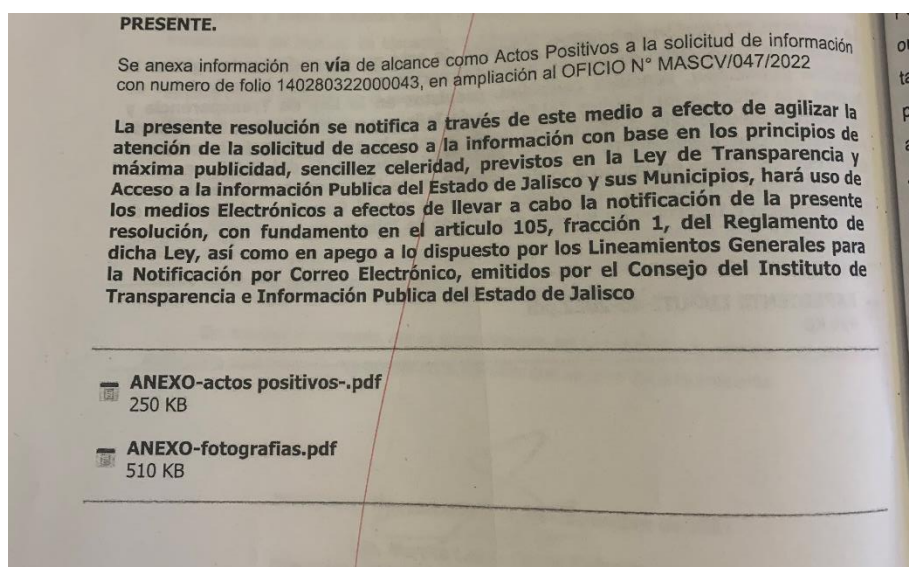 PRESENTE.
Se anexa información en vía de alcance como Actos Positivos a la solicitud de información
con numero de folio 140280322000043, en ampliación al OFICIO N° MASCV/047/2022
La presente resolución se notifica a través de este medio a efecto de agilizar la
atención de la solicitud de acceso a la información con base en los principios de
máxima publicidad, sencillez celeridad, previstos en la Ley de Transparencia y
Acceso a la información Publica del Estado de Jalisco y sus Municipios, hará uso de
los medios Electrónicos a efectos de llevar a cabo la notificación de la presente
resolución, con fundamento en el articulo 105, fracción 1, del Reglamento de
dicha Ley, así como en apego a lo dispuesto por los Lineamientos Generales para
la Notificación por Correo Electrónico, emitidos por el Consejo del Instituto de
Transparencia e Información Publica del Estado de Jalisco
ANEXO-actos positivos-.pdf
250 KB
ANEXO-fotografias.pdf
510 KB